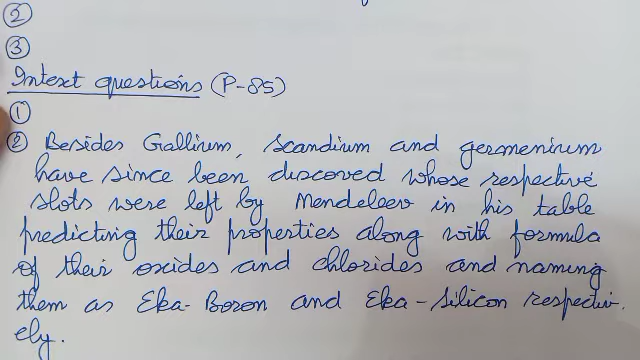 ②
③
Intext questions (P-85)
①
② Besides Gallium, Scandium and germenium
have since been discoved whose respective
slots were left by Mendeleev in his table
predicting their properties along with formula
of their oxides and chlorides and naming
them as Eka-Boron and Eka-Silicon respectiv.
ely.